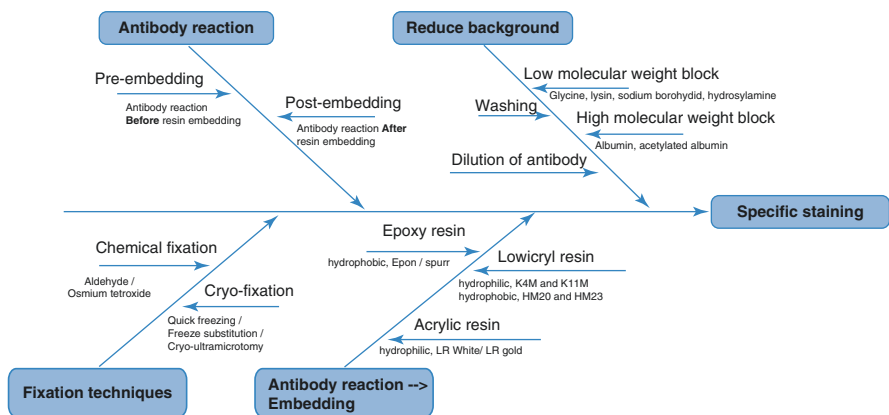 Antibody reaction
Reduce background
Pre-embedding
Antibody reaction
Before resin embedding
Post-embedding
Antibody reaction After
resin embedding
Low molecular weight block
Glycine, lysin, sodium borohydid, hydrosylamine
Washing
High molecular weight block
Albumin, acetylated albumin
Dilution of antibody
Specific staining
Chemical fixation
Aldehyde /
Osmium tetroxide
Cryo-fixation
Quick freezing /
Freeze substitution /
Cryo-ultramicrotomy
Epoxy resin
hydrophobic, Epon / spurr
Lowicryl resin
hydrophilic, K4M and K11M
hydrophobic, HM20 and HM23
Acrylic resin
hydrophilic, LR White/ LR gold
Fixation techniques
Antibody reaction -->
Embedding